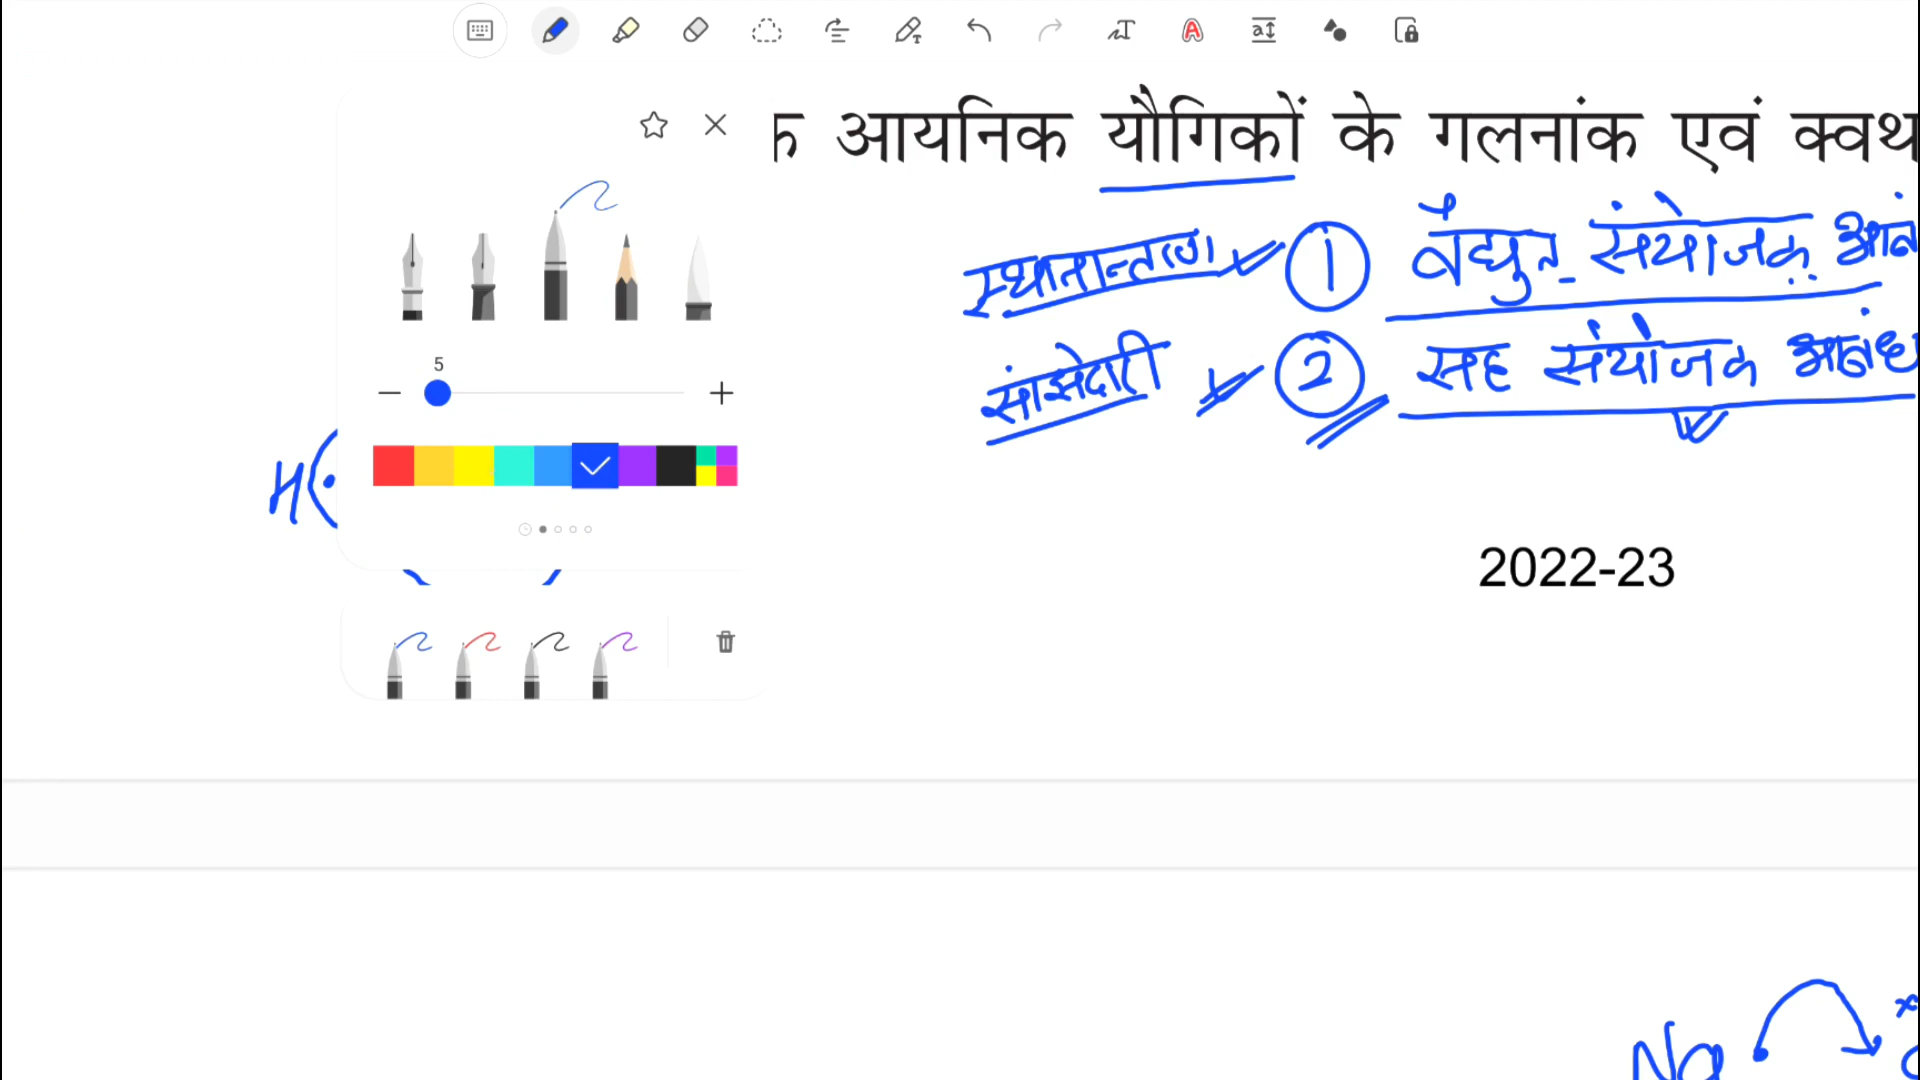 आयनिक यौगिकों के गलनांक एवं क्वथ
स्थानान्तरण ① वैद्युत संयोजक आबं
सांझेदारी ② सह संयोजक आबंध
5
H
2022-23
Na